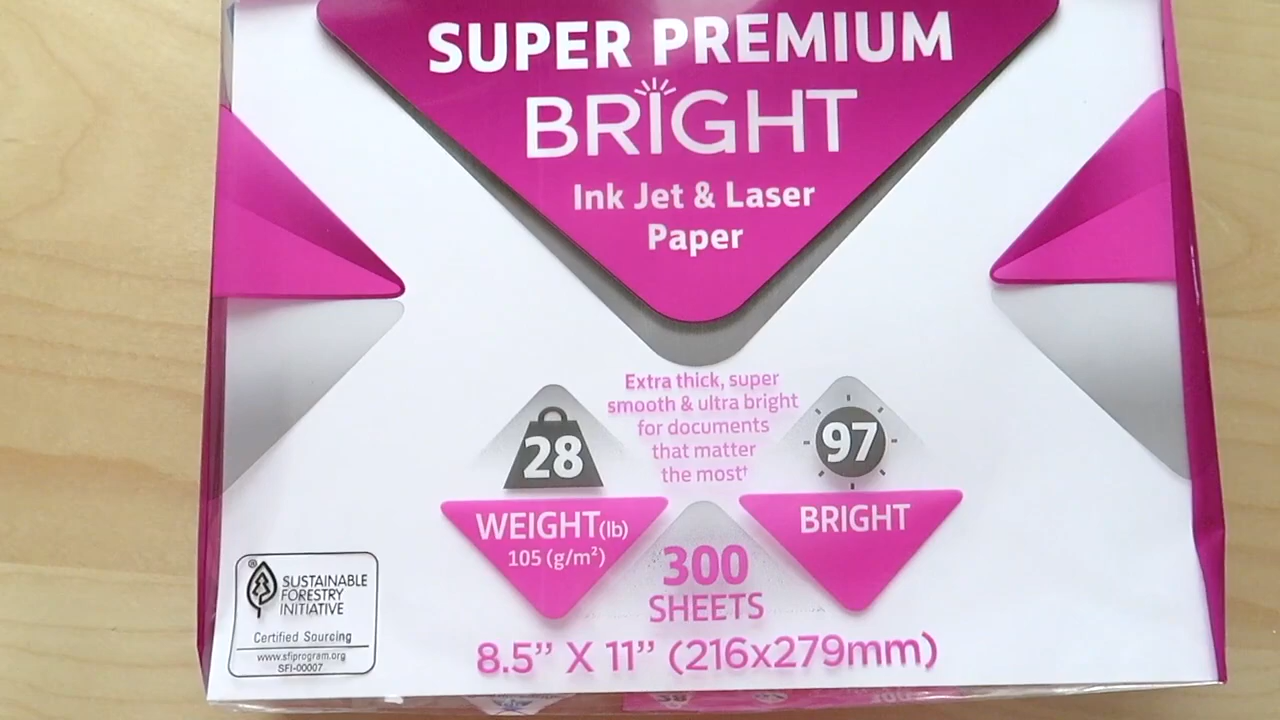 SUPER PREMIUM
BRIGHT
Ink Jet & Laser
Paper
Extra thick, super
smooth & ultra bright
for documents
that matter
the most†
28
WEIGHT(lb)
105 (g/m²)
97
BRIGHT
300
SHEETS
8.5” X 11” (216x279mm)
®
SUSTAINABLE
FORESTRY
INITIATIVE
Certified Sourcing
www.sfiprogram.org
SFI-00007